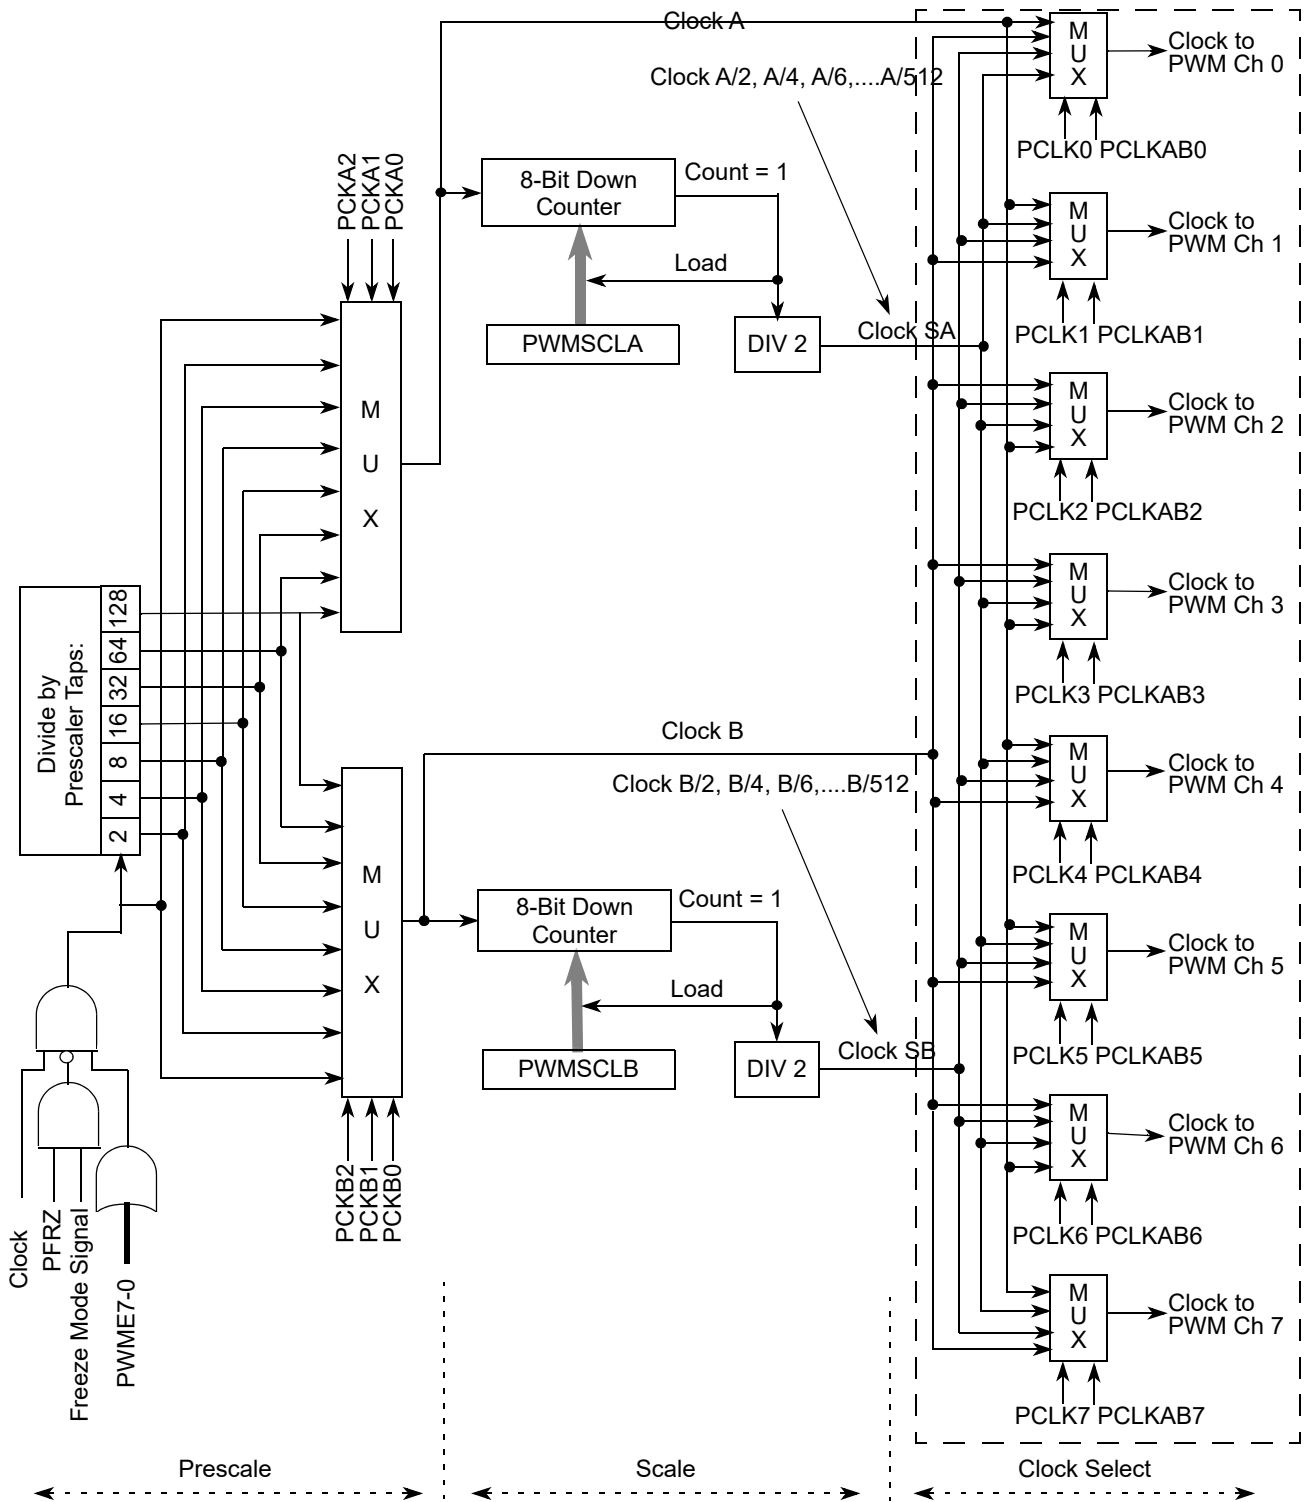 Clock A
Clock A/2, A/4, A/6,....A/512
PCKA2
PCKA1
PCKA0
8-Bit Down
Counter
Count = 1
Load
PWMSCLA
DIV 2
Clock SA
M
U
X
Divide by
Prescaler Taps:
128
64
32
16
8
4
2
Clock B
Clock B/2, B/4, B/6,....B/512
M
U
X
8-Bit Down
Counter
Count = 1
Load
PWMSCLB
DIV 2
Clock SB
PCKB2
PCKB1
PCKB0
Clock
PFRZ
Freeze Mode Signal
PWME7-0
M
U
X
Clock to
PWM Ch 0
PCLK0 PCLKAB0
M
U
X
Clock to
PWM Ch 1
PCLK1 PCLKAB1
M
U
X
Clock to
PWM Ch 2
PCLK2 PCLKAB2
M
U
X
Clock to
PWM Ch 3
PCLK3 PCLKAB3
M
U
X
Clock to
PWM Ch 4
PCLK4 PCLKAB4
M
U
X
Clock to
PWM Ch 5
PCLK5 PCLKAB5
M
U
X
Clock to
PWM Ch 6
PCLK6 PCLKAB6
M
U
X
Clock to
PWM Ch 7
PCLK7 PCLKAB7
Prescale
Scale
Clock Select